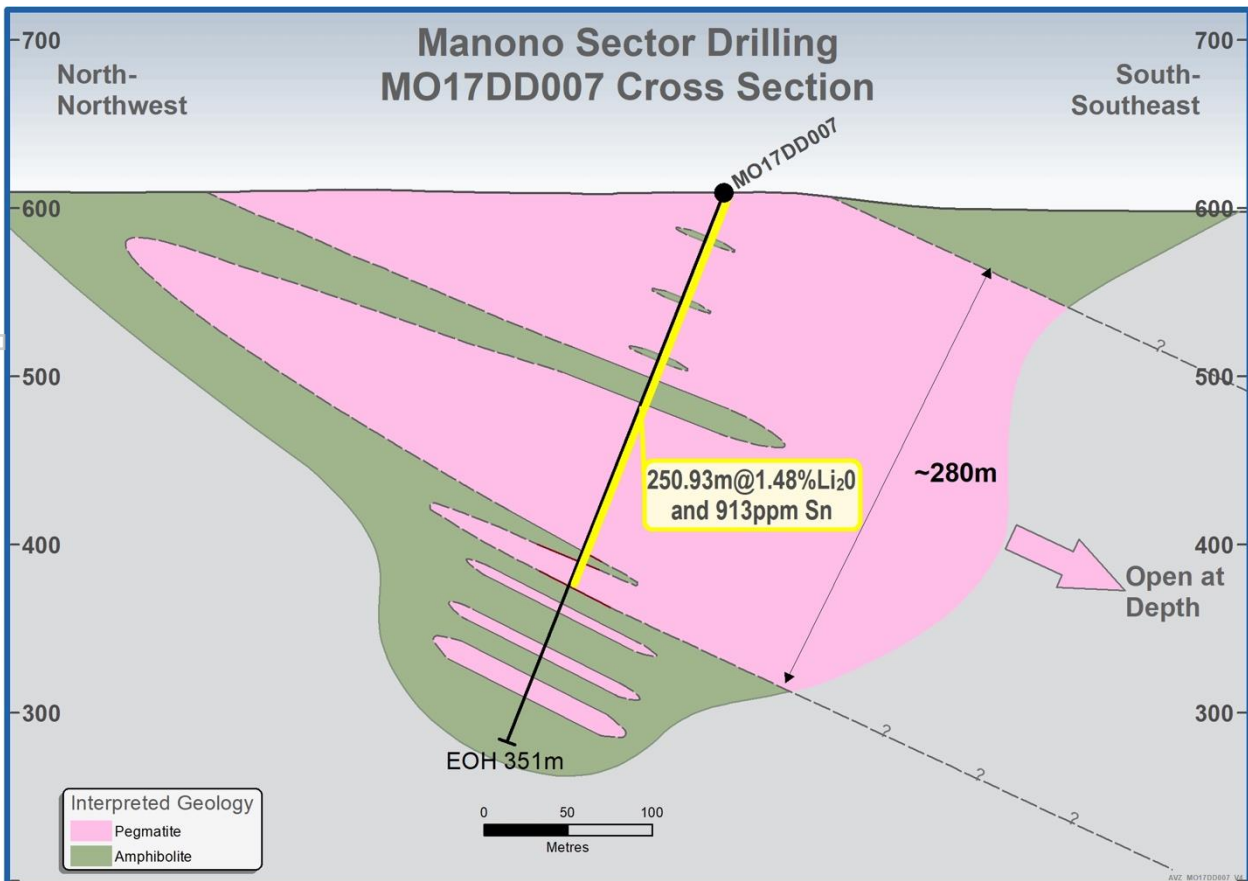 Manono Sector Drilling
MO17DD007 Cross Section
North-
Northwest
South-
Southeast
700
700
MO17DD007
600
600
?
500
500
250.93m@1.48%Li₂0
and 913ppm Sn
~280m
400
400
Open at
Depth
300
300
?
?
?
EOH 351m
Interpreted Geology
Pegmatite
Amphibolite
0 50 100
Metres
AVZ_MO17DD007_V4